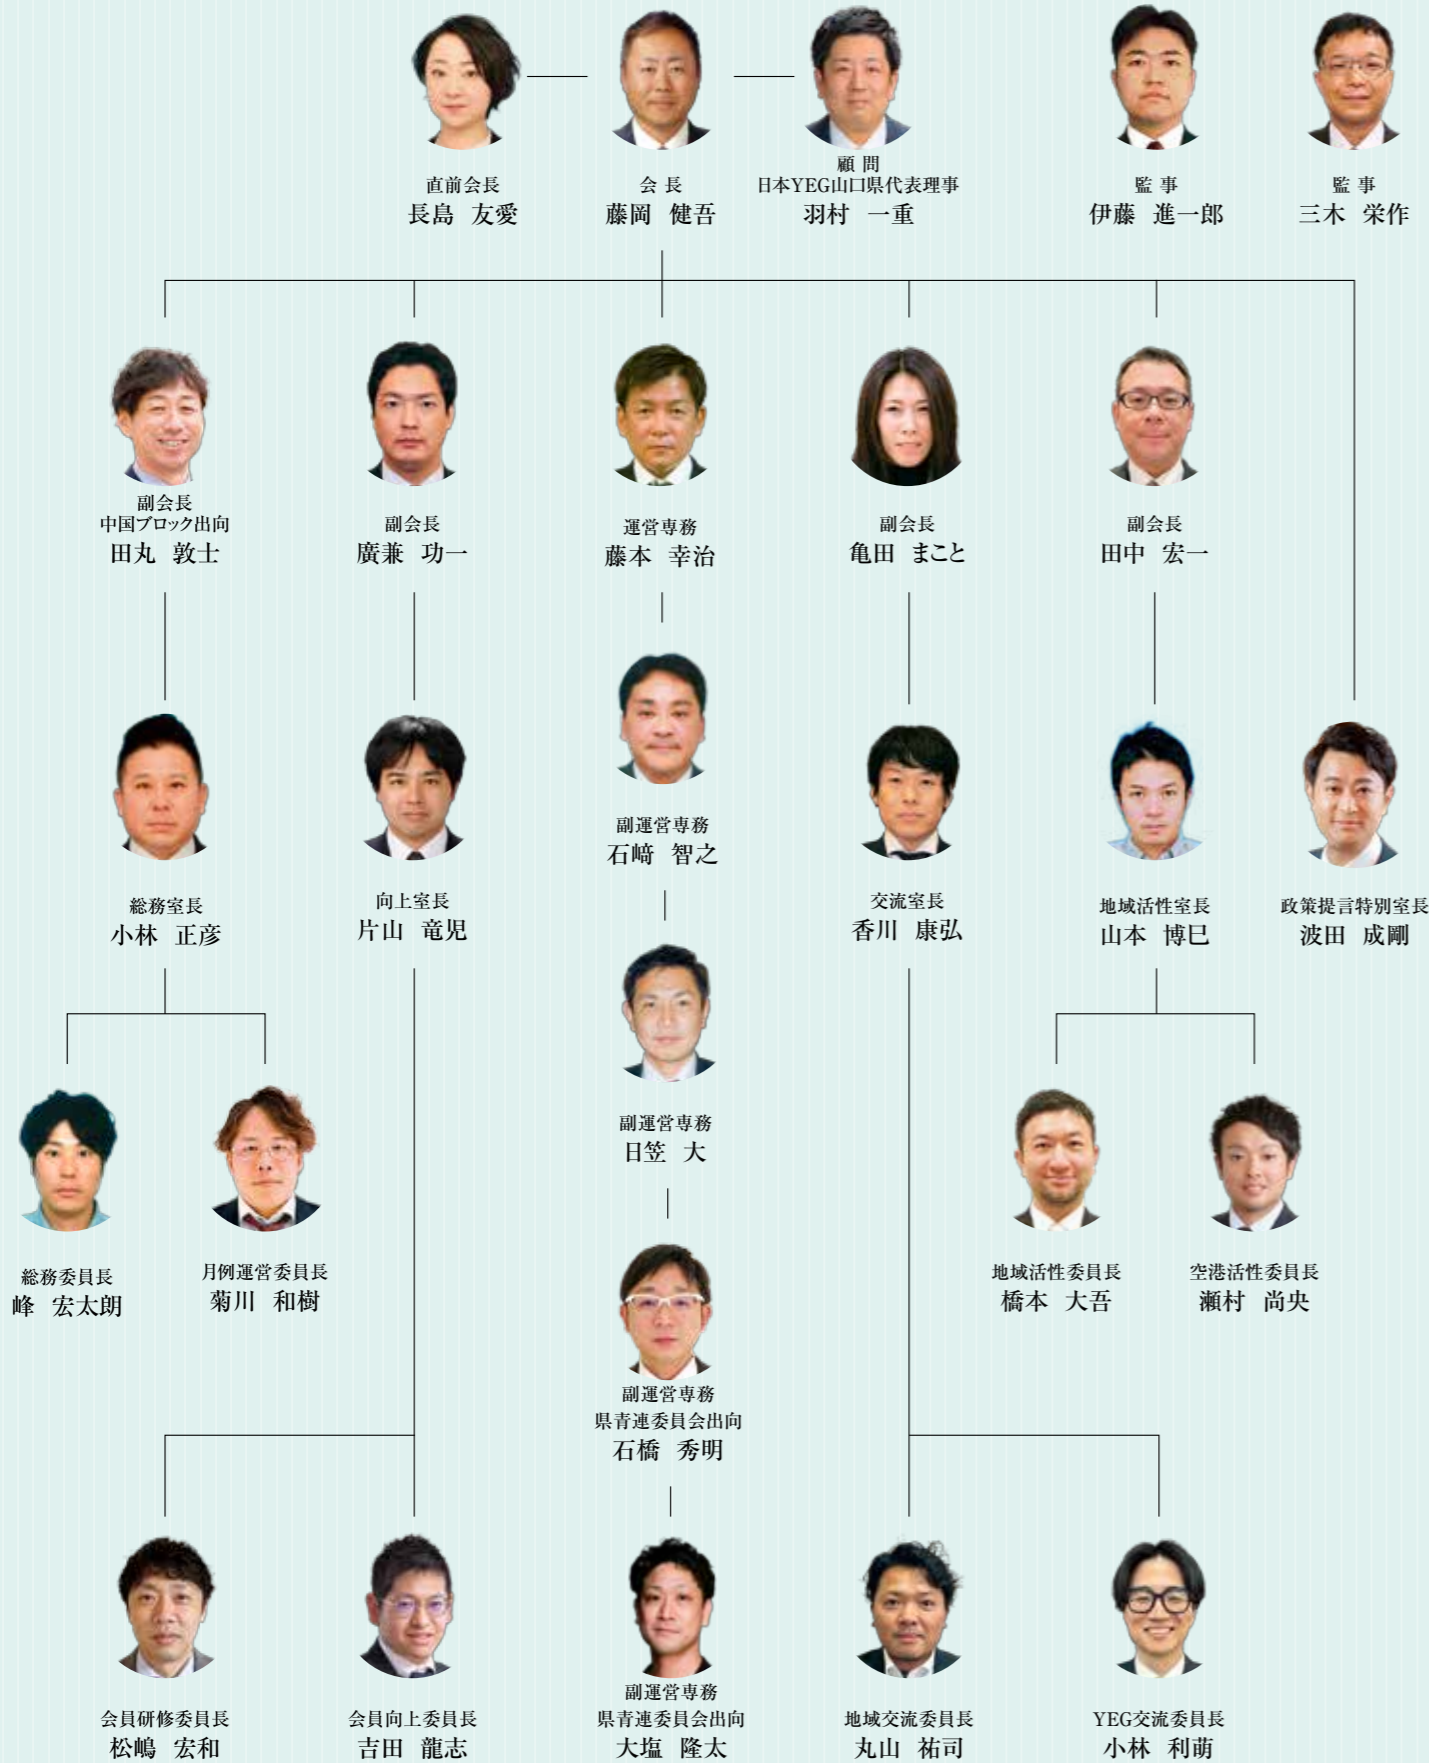 直前会長
長島 友愛
会 長
藤岡 健吾
顧 問
日本YEG山口県代表理事
羽村 一重
監 事
伊藤 進一郎
監 事
三木 栄作
副会長
中国ブロック出向
田丸 敦士
副会長
廣兼 功一
運営専務
藤本 幸治
副会長
亀田 まこと
副会長
田中 宏一
副運営専務
石﨑 智之
総務室長
小林 正彦
向上室長
片山 竜児
交流室長
香川 康弘
地域活性室長
山本 博巳
政策提言特別室長
波田 成剛
副運営専務
日笠 大
総務委員長
峰 宏太朗
月例運営委員長
菊川 和樹
地域活性委員長
橋本 大吾
空港活性委員長
瀬村 尚央
副運営専務
県青連委員会出向
石橋 秀明
会員研修委員長
松嶋 宏和
会員向上委員長
吉田 龍志
副運営専務
県青連委員会出向
大塩 隆太
地域交流委員長
丸山 祐司
YEG交流委員長
小林 利萌